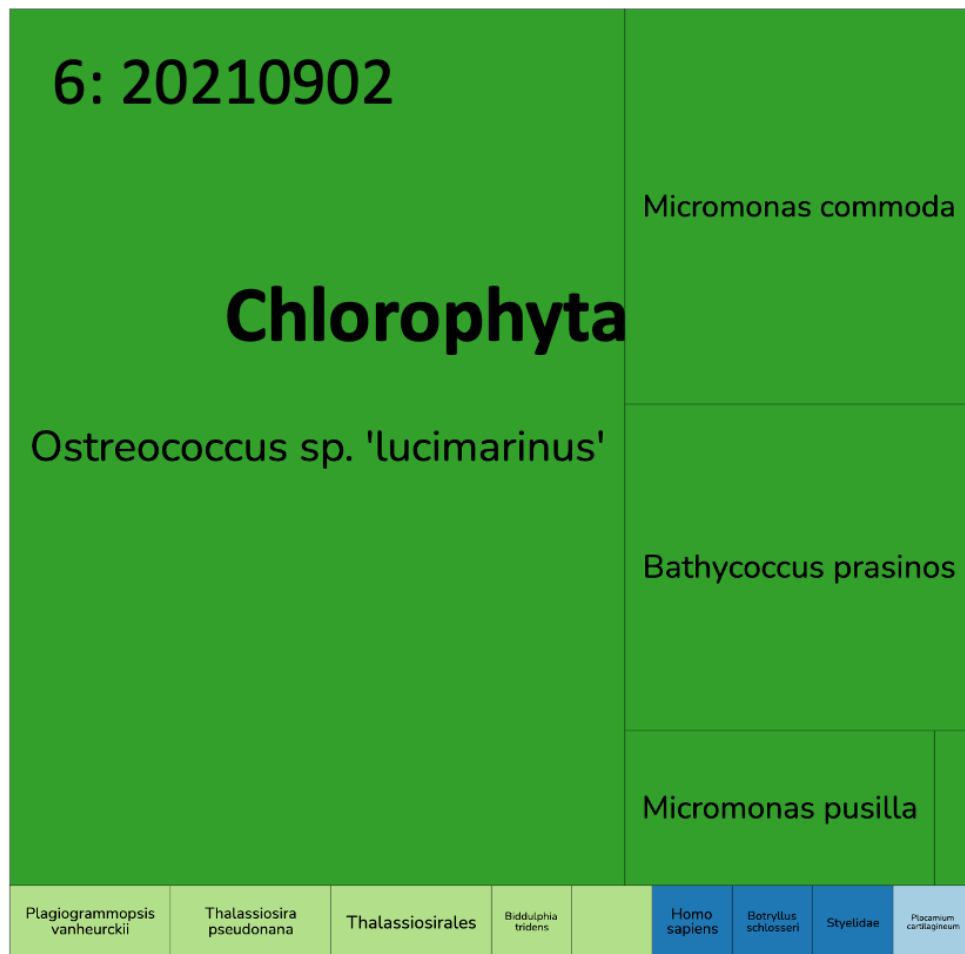 6: 20210902
Micromonas commoda
Chlorophyta
Ostreococcus sp. 'lucimarinus'
Bathycoccus prasinos
Micromonas pusilla
Plagiogrammopsis
vanheurckii
Thalassiosira
pseudonana
Thalassiosirales
Biddulphia
tridens
Homo
sapiens
Botryllus
schlosseri
Styelidae
Plocamium
cartilagineum